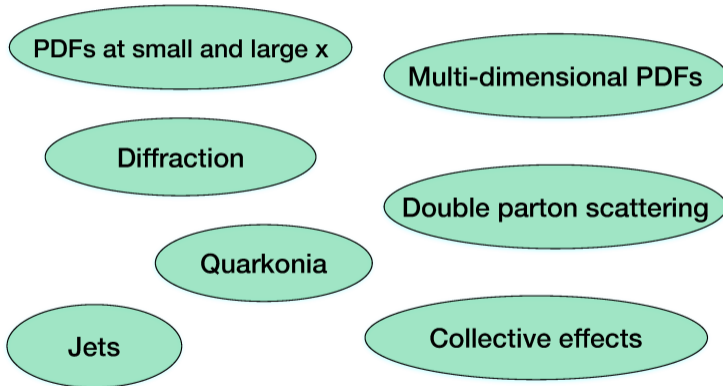 PDFs at small and large x
Multi-dimensional PDFs
Diffraction
Double parton scattering
Quarkonia
Jets
Collective effects